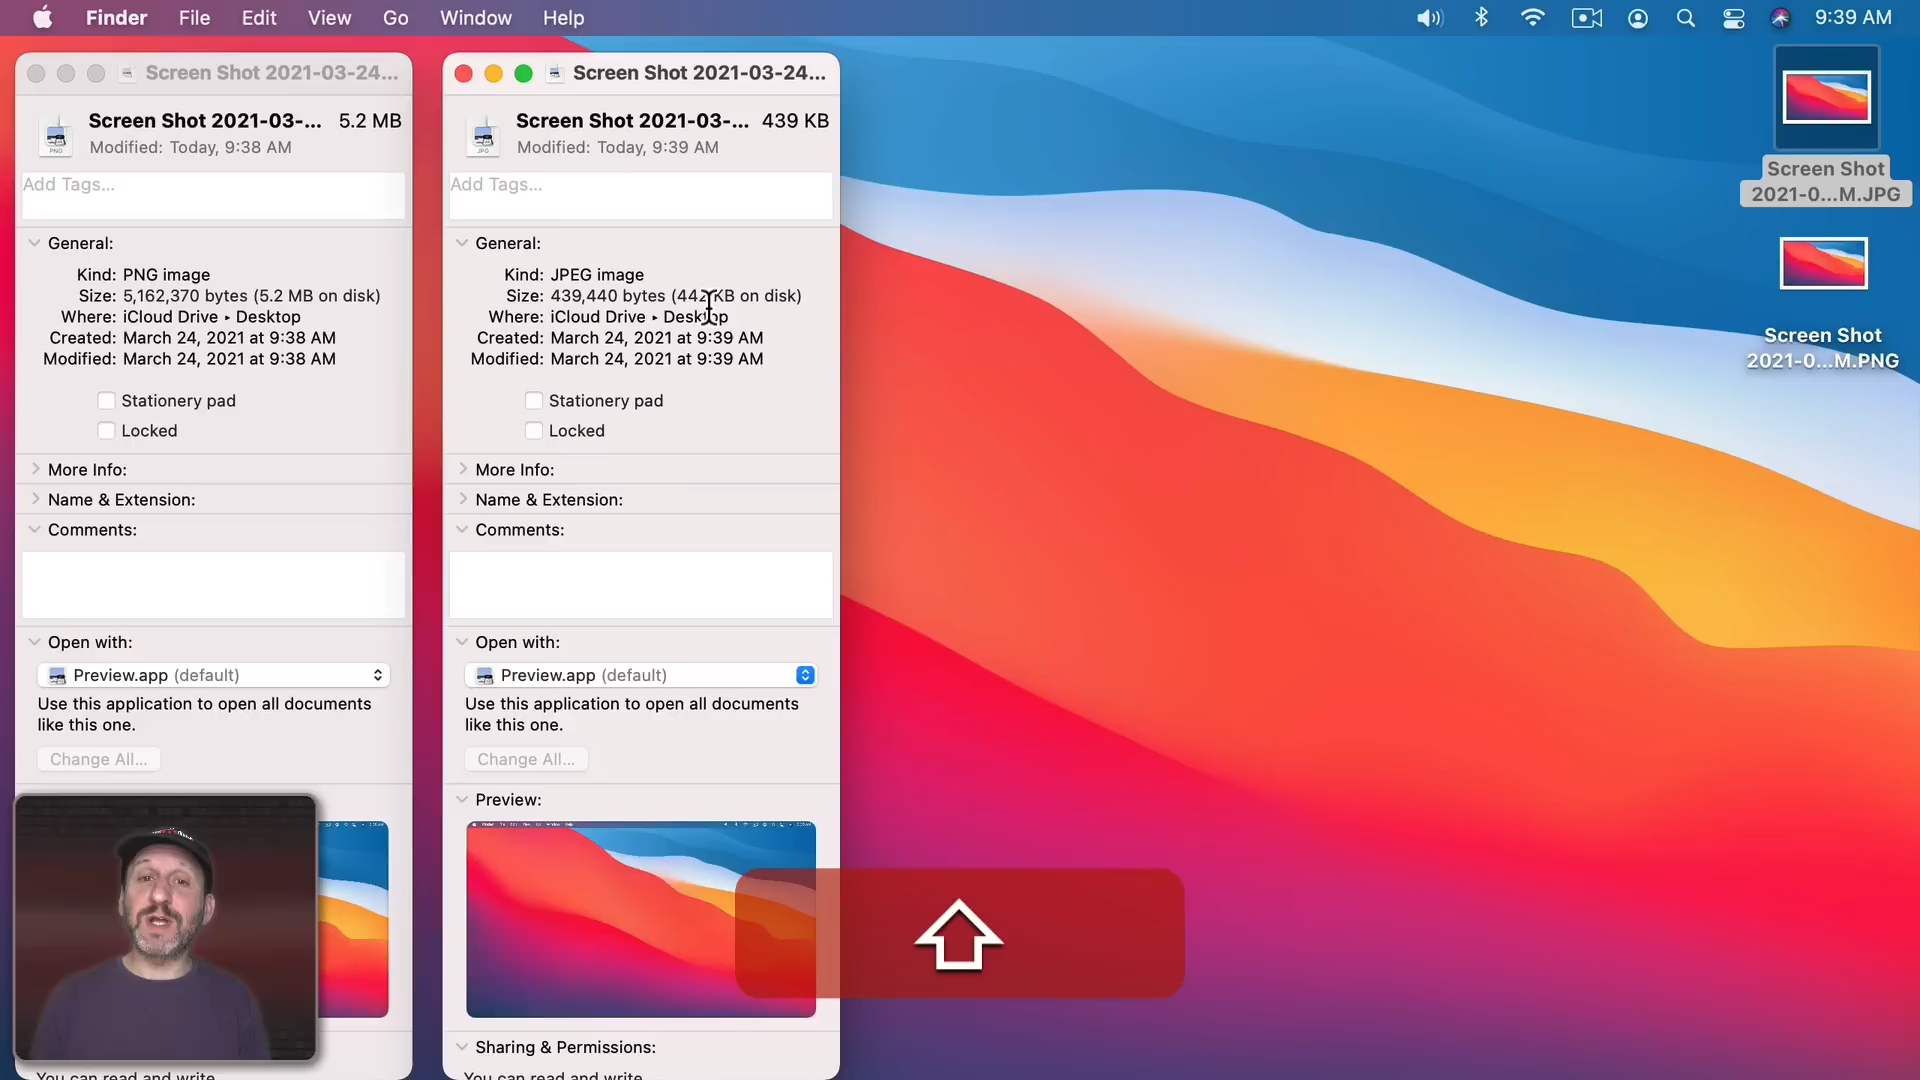 Finder File Edit View Go Window Help 9:39 AM
Screen Shot 2021-03-24...
Screen Shot 2021-03-... 5.2 MB
Modified: Today, 9:38 AM
Add Tags...
General:
Kind: PNG image
Size: 5,162,370 bytes (5.2 MB on disk)
Where: iCloud Drive ▸ Desktop
Created: March 24, 2021 at 9:38 AM
Modified: March 24, 2021 at 9:38 AM
Stationery pad
Locked
More Info:
Name & Extension:
Comments:
Open with:
Preview.app (default)
Use this application to open all documents
like this one.
Change All...
You can read and write
Screen Shot 2021-03-24...
Screen Shot 2021-03-... 439 KB
Modified: Today, 9:39 AM
Add Tags...
General:
Kind: JPEG image
Size: 439,440 bytes (44 KB on disk)
Where: iCloud Drive ▸ Desktop
Created: March 24, 2021 at 9:39 AM
Modified: March 24, 2021 at 9:39 AM
Stationery pad
Locked
More Info:
Name & Extension:
Comments:
Open with:
Preview.app (default)
Use this application to open all documents
like this one.
Change All...
Preview:
Sharing & Permissions:
You can read and write
Screen Shot
2021-0...M.JPG
Screen Shot
2021-0...M.PNG